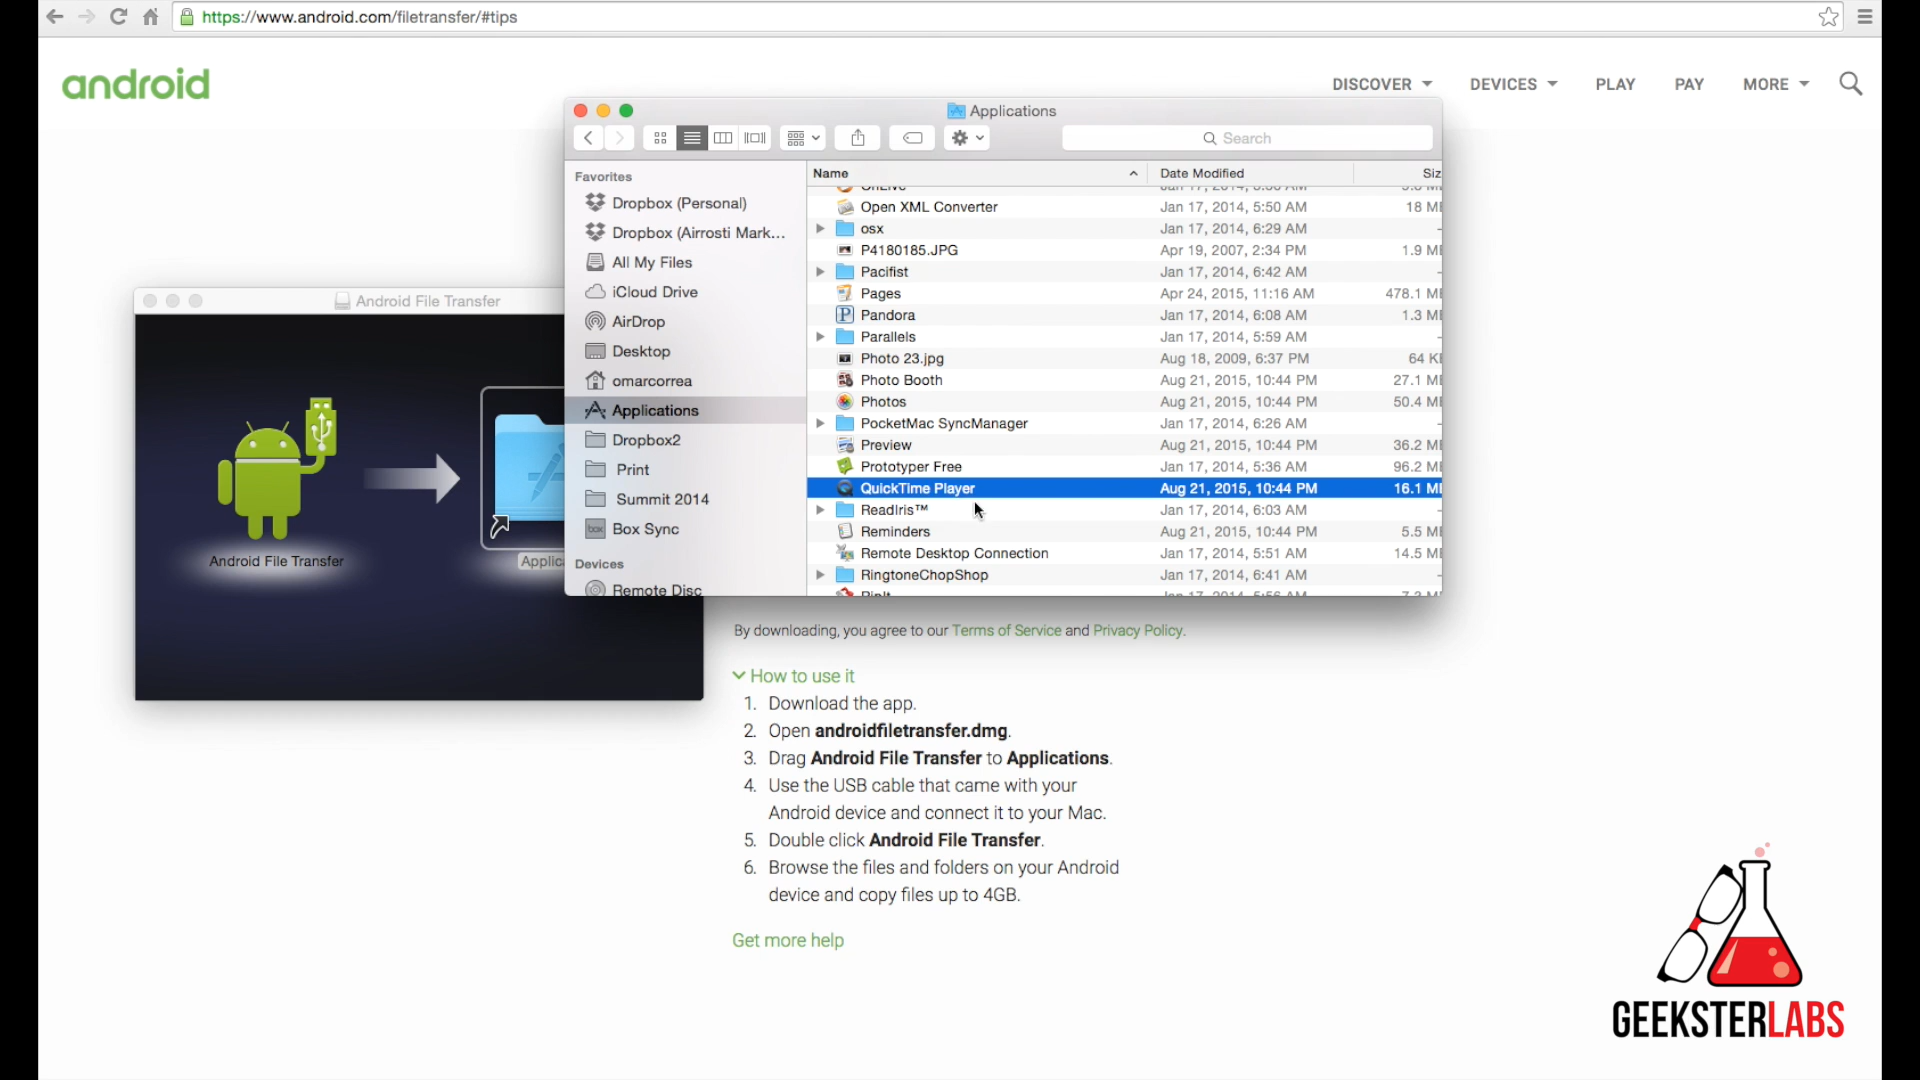 https://www.android.com/filetransfer/#tips
android
DISCOVER
DEVICES
PLAY
PAY
MORE
Applications
Search
Favorites
Dropbox (Personal)
Dropbox (Airrosti Mark...
All My Files
iCloud Drive
AirDrop
Desktop
omarcorrea
Applications
Dropbox2
Print
Summit 2014
Box Sync
Devices
Remote Disc
Name Date Modified Siz
Open XML Converter Jan 17, 2014, 5:50 AM 18 M
osx Jan 17, 2014, 6:29 AM -
P4180185.JPG Apr 19, 2007, 2:34 PM 1.9 M
Pacifist Jan 17, 2014, 6:42 AM -
Pages Apr 24, 2015, 11:16 AM 478.1 M
Pandora Jan 17, 2014, 6:08 AM 1.3 M
Parallels Jan 17, 2014, 5:59 AM -
Photo 23.jpg Aug 18, 2009, 6:37 PM 64 K
Photo Booth Aug 21, 2015, 10:44 PM 27.1 M
Photos Aug 21, 2015, 10:44 PM 50.4 M
PocketMac SyncManager Jan 17, 2014, 6:26 AM -
Preview Aug 21, 2015, 10:44 PM 36.2 M
Prototyper Free Jan 17, 2014, 5:36 AM 96.2 M
QuickTime Player Aug 21, 2015, 10:44 PM 16.1 M
ReadIris™ Jan 17, 2014, 6:03 AM -
Reminders Aug 21, 2015, 10:44 PM 5.5 M
Remote Desktop Connection Jan 17, 2014, 5:51 AM 14.5 M
RingtoneChopShop Jan 17, 2014, 6:41 AM -
Android File Transfer
Android File Transfer
Applic
By downloading, you agree to our Terms of Service and Privacy Policy.
How to use it
1. Download the app.
2. Open androidfiletransfer.dmg.
3. Drag Android File Transfer to Applications.
4. Use the USB cable that came with your
Android device and connect it to your Mac.
5. Double click Android File Transfer.
6. Browse the files and folders on your Android
device and copy files up to 4GB.
Get more help
GEEKSTERLABS